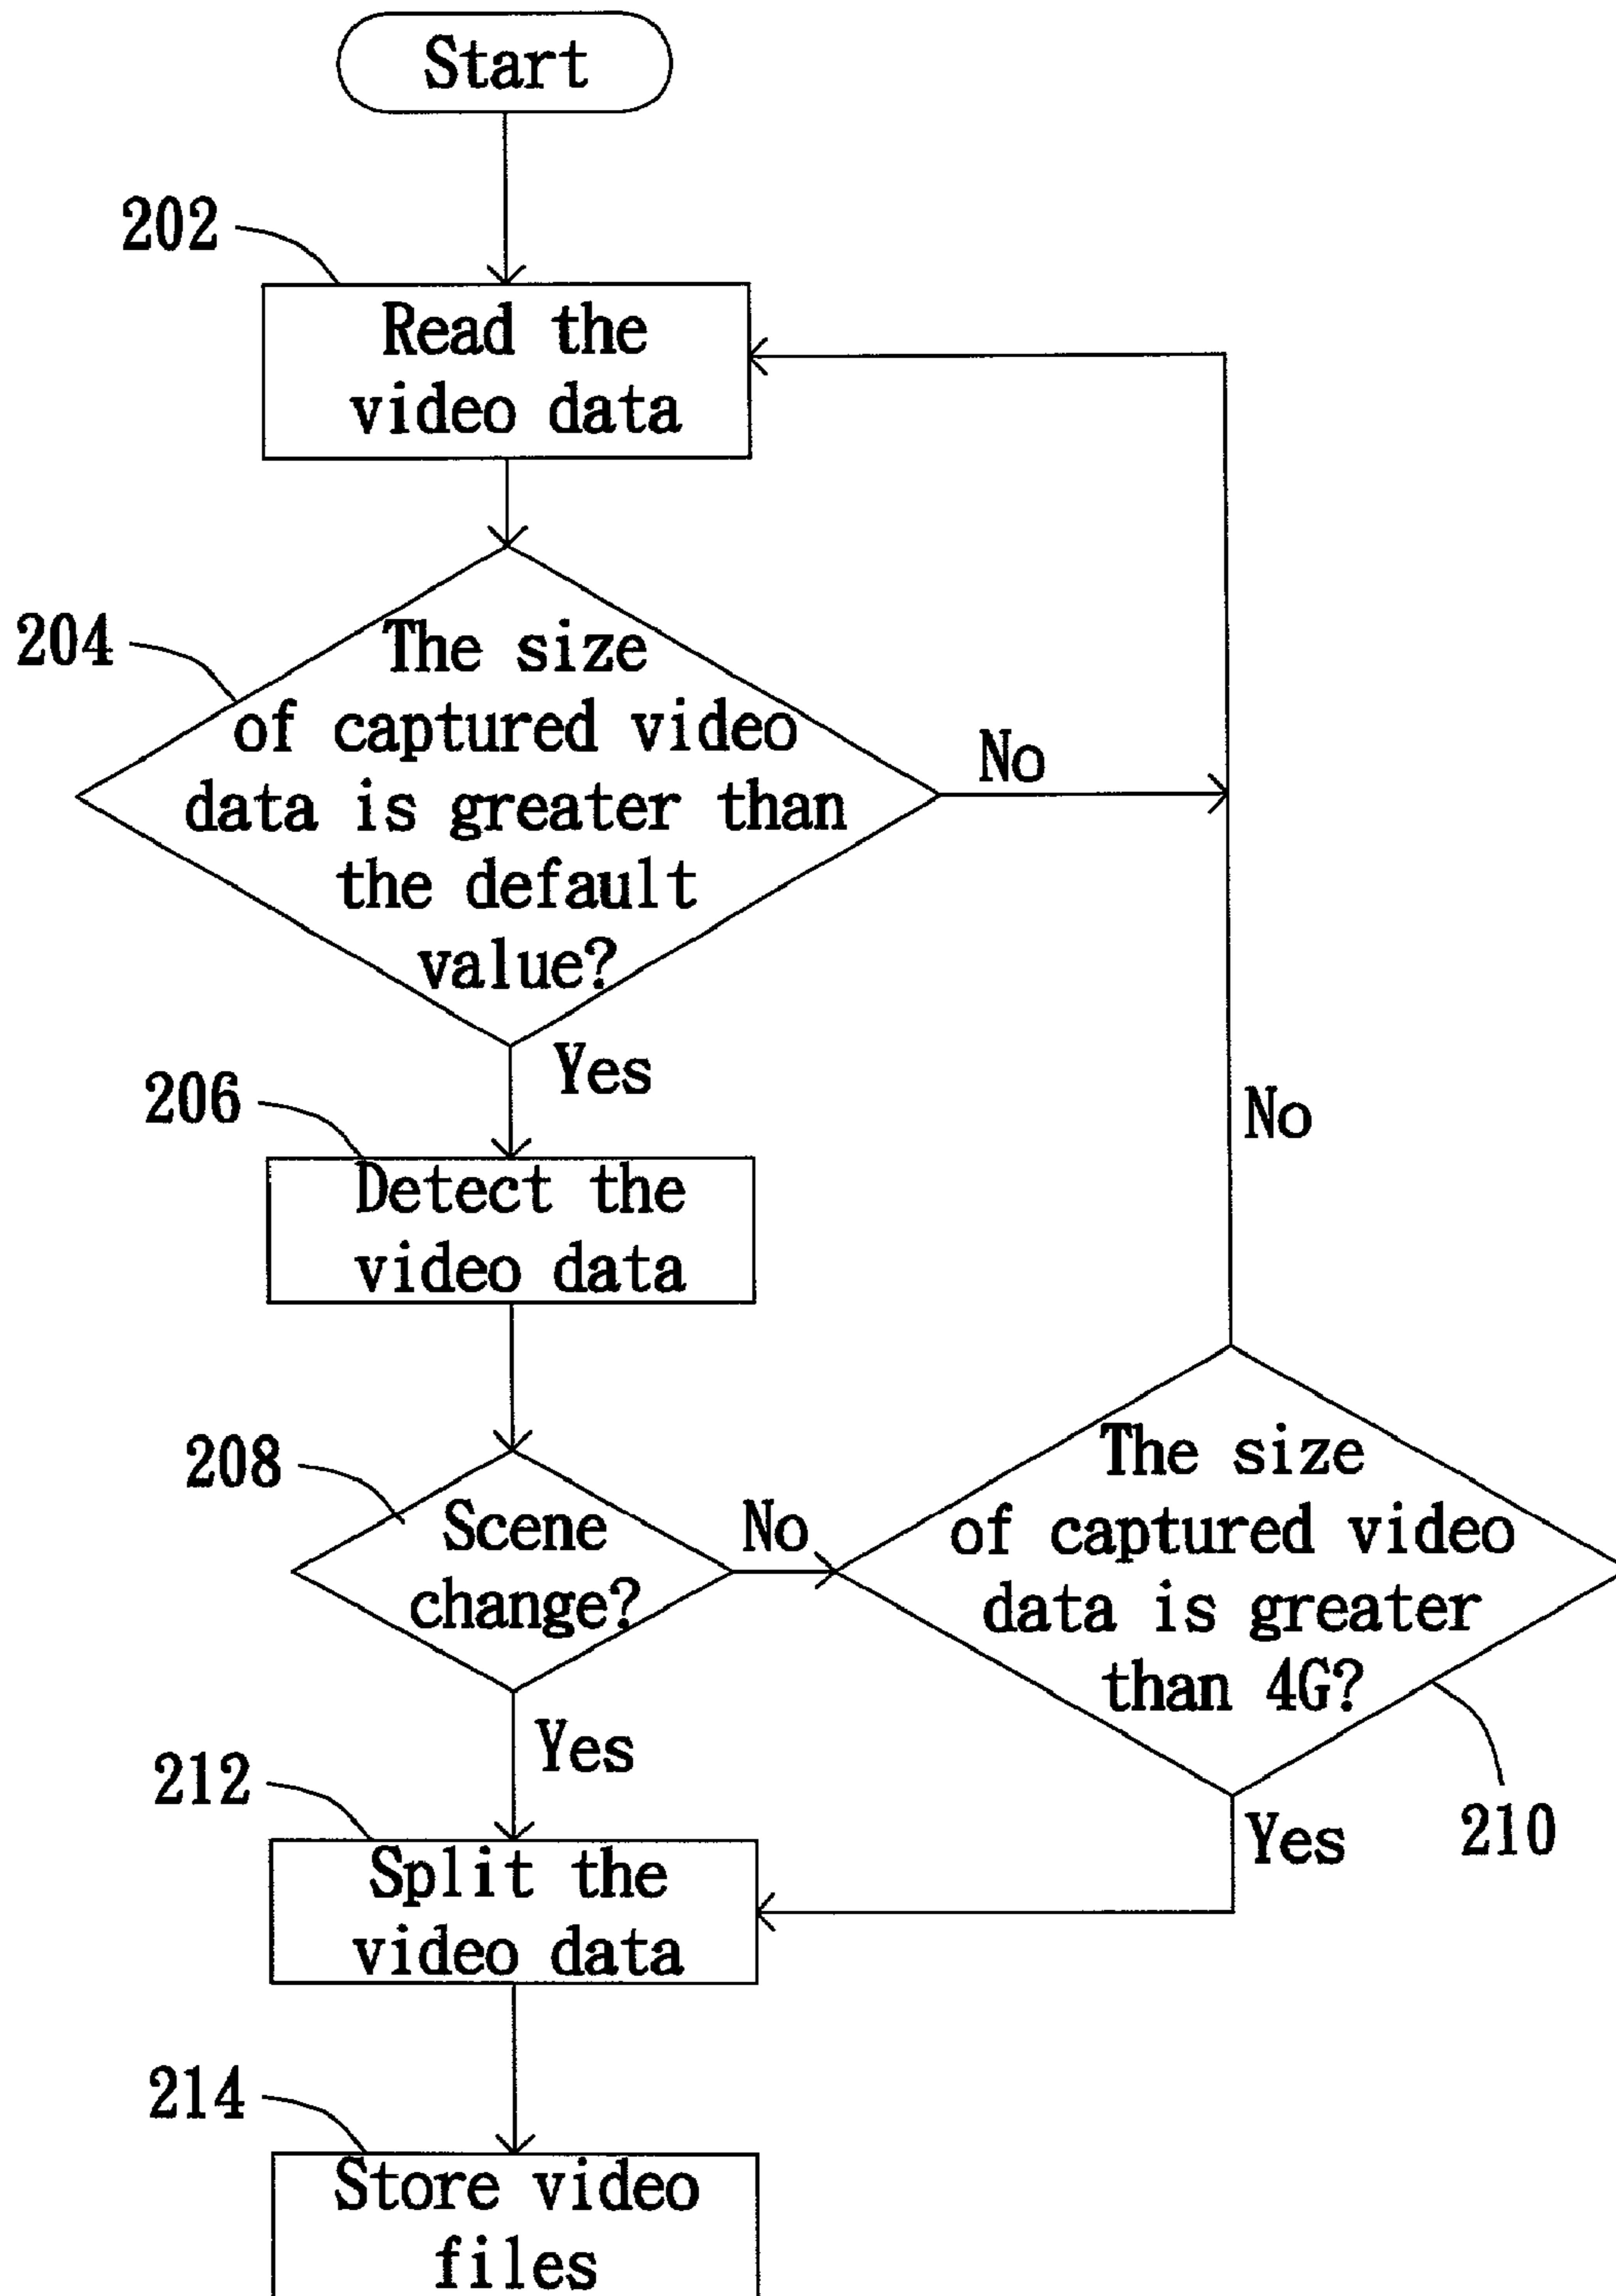 Start
202
Read the
video data
204
The size
of captured video
data is greater than
the default
value?
No
Yes
206
Detect the
video data
No
208
Scene
change?
No
The size
of captured video
data is greater
than 4G?
210
Yes
Yes
212
Split the
video data
214
Store video
files